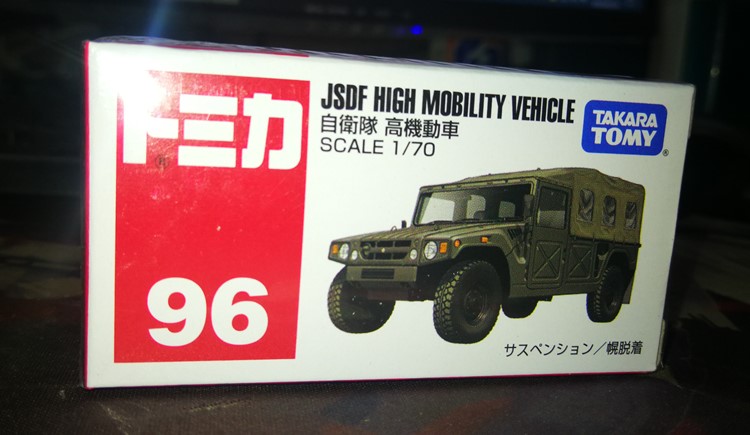 トミカ
96
JSDF HIGH MOBILITY VEHICLE
自衛隊 高機動車
SCALE 1/70
TAKARA
TOMY
®
サスペンション/幌脱着